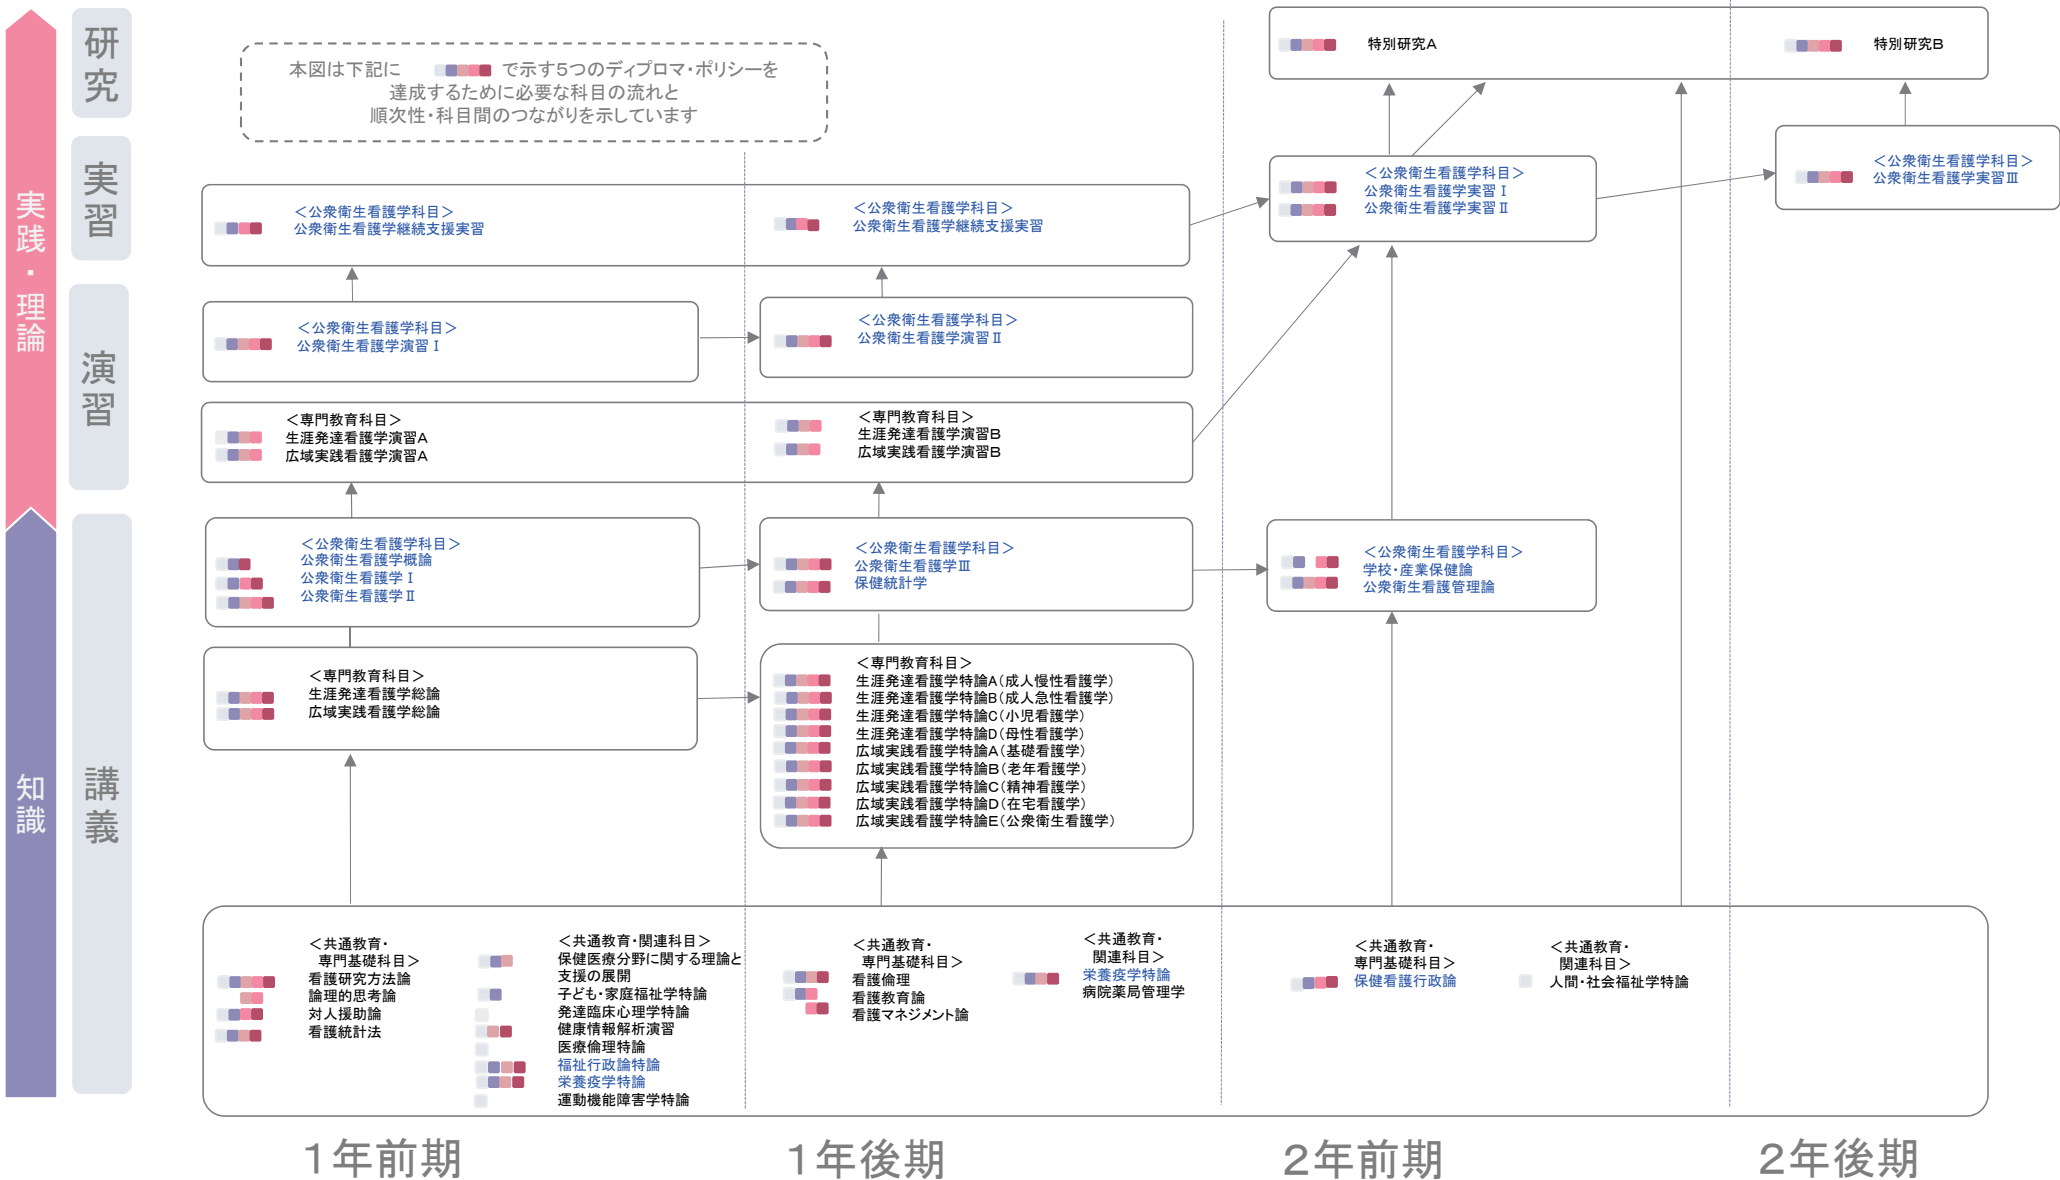 研究
実習
演習
講義
実践・理論
知識
本図は下記に で示す5つのディプロマ・ポリシーを
達成するために必要な科目の流れと
順次性・科目間のつながりを示しています
特別研究A
特別研究B
＜公衆衛生看護学科目＞
公衆衛生看護学継続支援実習
＜公衆衛生看護学科目＞
公衆衛生看護学継続支援実習
＜公衆衛生看護学科目＞
公衆衛生看護学実習Ⅰ
公衆衛生看護学実習Ⅱ
＜公衆衛生看護学科目＞
公衆衛生看護学実習Ⅲ
＜公衆衛生看護学科目＞
公衆衛生看護学演習Ⅰ
＜公衆衛生看護学科目＞
公衆衛生看護学演習Ⅱ
＜専門教育科目＞
生涯発達看護学演習A
広域実践看護学演習A
＜専門教育科目＞
生涯発達看護学演習B
広域実践看護学演習B
＜公衆衛生看護学科目＞
公衆衛生看護学概論
公衆衛生看護学Ⅰ
公衆衛生看護学Ⅱ
＜公衆衛生看護学科目＞
公衆衛生看護学Ⅲ
保健統計学
＜公衆衛生看護学科目＞
学校・産業保健論
公衆衛生看護管理論
＜専門教育科目＞
生涯発達看護学総論
広域実践看護学総論
＜専門教育科目＞
生涯発達看護学特論A（成人慢性看護学）
生涯発達看護学特論B（成人急性看護学）
生涯発達看護学特論C（小児看護学）
生涯発達看護学特論D（母性看護学）
広域実践看護学特論A（基礎看護学）
広域実践看護学特論B（老年看護学）
広域実践看護学特論C（精神看護学）
広域実践看護学特論D（在宅看護学）
広域実践看護学特論E（公衆衛生看護学）
＜共通教育・
専門基礎科目＞
看護研究方法論
論理的思考論
対人援助論
看護統計法
＜共通教育・関連科目＞
保健医療分野に関する理論と
支援の展開
子ども・家庭福祉学特論
発達臨床心理学特論
健康情報解析演習
医療倫理特論
福祉行政論特論
栄養疫学特論
運動機能障害学特論
＜共通教育・
専門基礎科目＞
看護倫理
看護教育論
看護マネジメント論
＜共通教育・
関連科目＞
栄養疫学特論
病院薬局管理学
＜共通教育・
専門基礎科目＞
保健看護行政論
＜共通教育・
関連科目＞
人間・社会福祉学特論
1年前期
1年後期
2年前期
2年後期